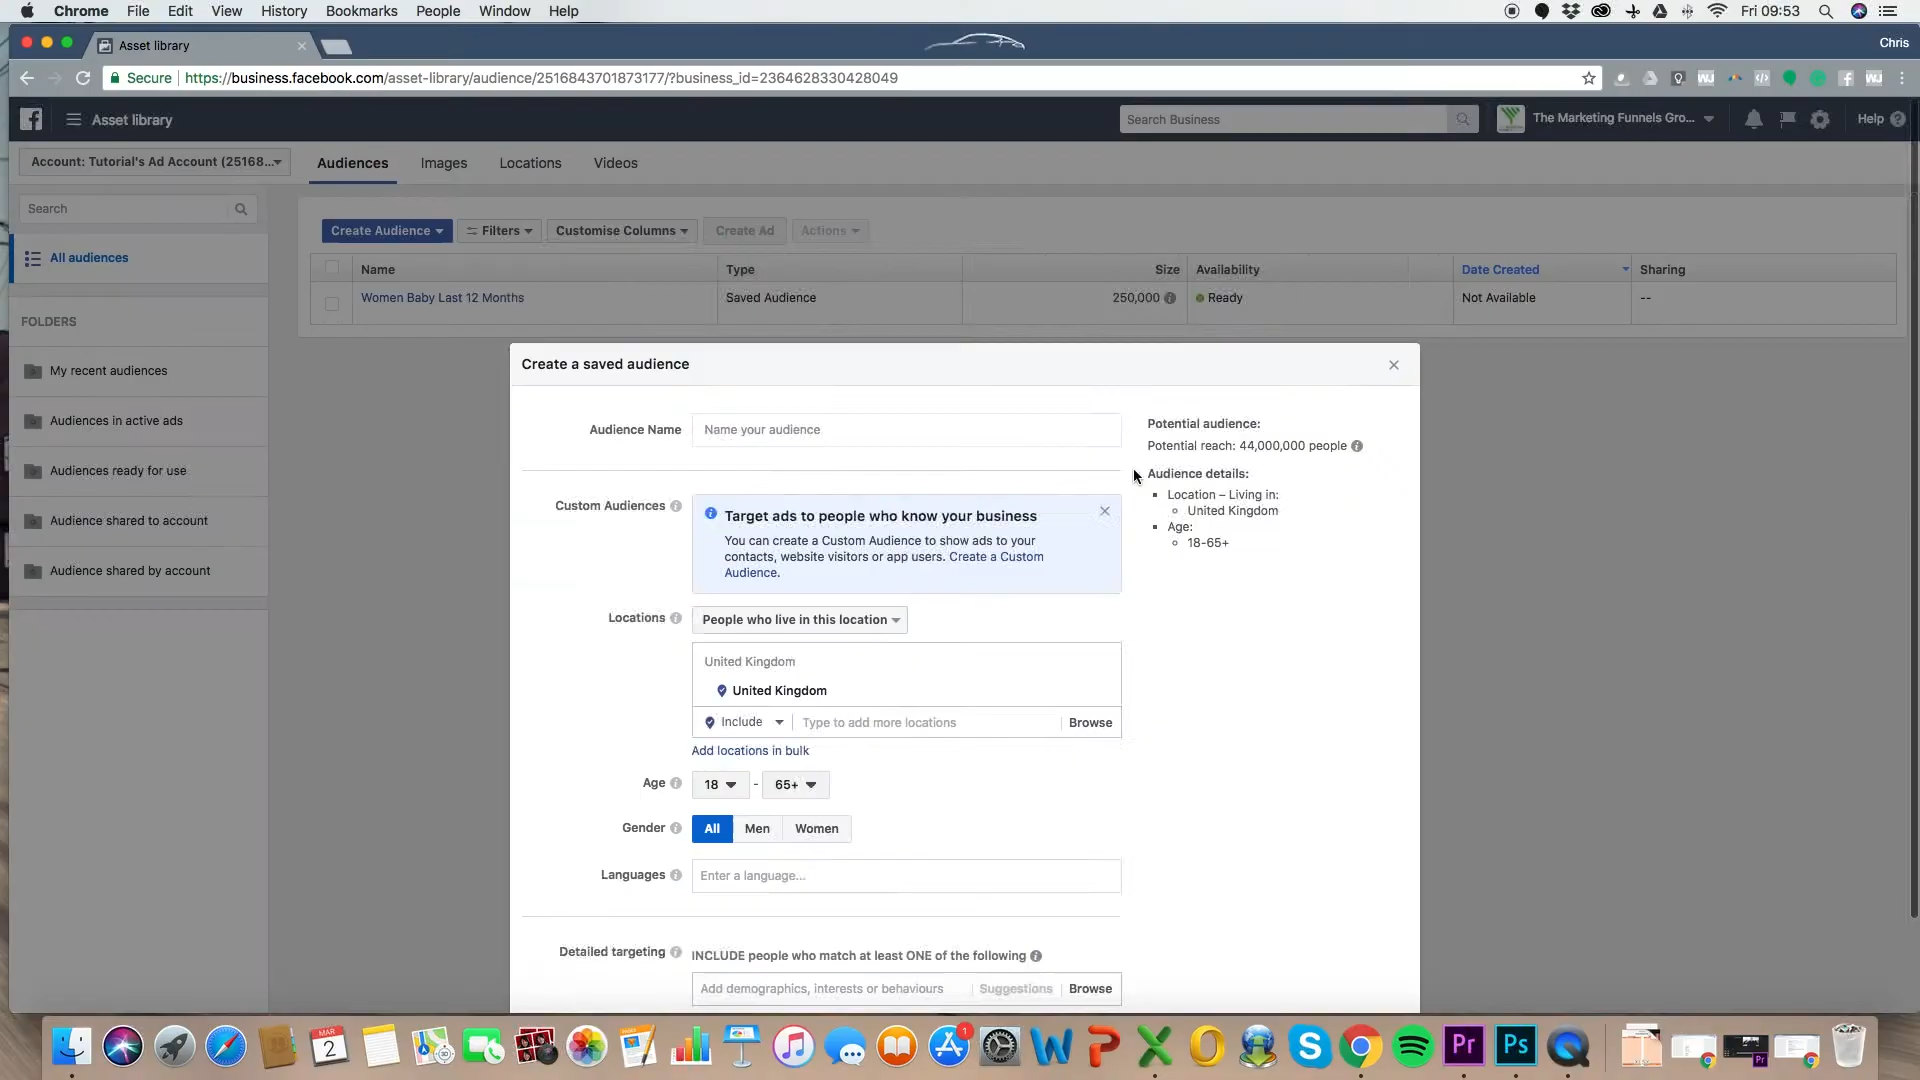 Chrome File Edit View History Bookmarks People Window Help
Fri 09:53
Asset library
Chris
Secure https://business.facebook.com/asset-library/audience/2516843701873177/?business_id=2364628330428049
Asset library
Search Business
The Marketing Funnels Gro...
Help
Account: Tutorial's Ad Account (25168...
Audiences Images Locations Videos
Search
All audiences
FOLDERS
My recent audiences
Audiences in active ads
Audiences ready for use
Audience shared to account
Audience shared by account
Create Audience Filters Customise Columns Create Ad Actions
Name Type Size Availability Date Created Sharing
Women Baby Last 12 Months Saved Audience 250,000 Ready Not Available --
Create a saved audience
Audience Name Name your audience
Custom Audiences
Target ads to people who know your business
You can create a Custom Audience to show ads to your
contacts, website visitors or app users. Create a Custom
Audience.
Locations People who live in this location
United Kingdom
United Kingdom
Include Type to add more locations Browse
Add locations in bulk
Age 18 - 65+
Gender All Men Women
Languages Enter a language...
Detailed targeting INCLUDE people who match at least ONE of the following
Add demographics, interests or behaviours Suggestions Browse
Potential audience:
Potential reach: 44,000,000 people
Audience details:
Location – Living in:
United Kingdom
Age:
18-65+
MAR
2
1
W P X O S Pr Ps